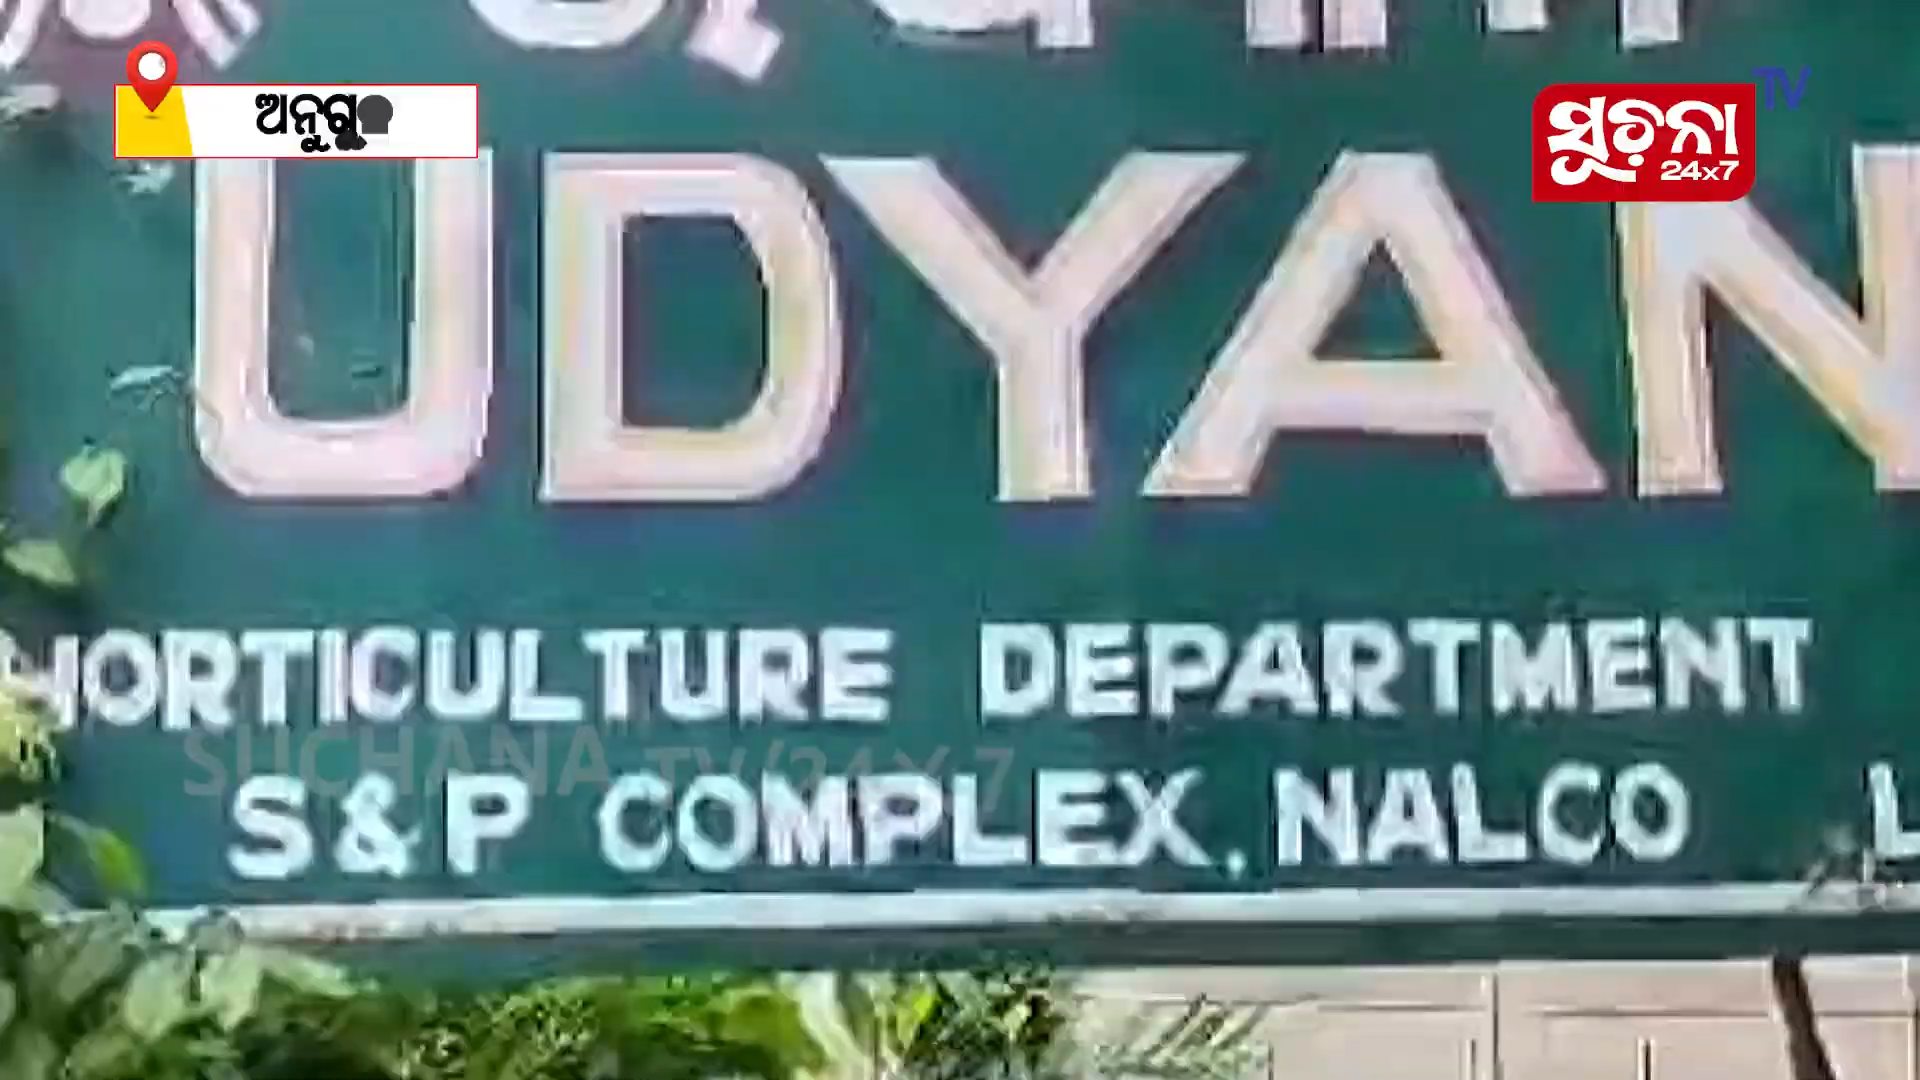 ଅନୁଗୁ
TV
ସୁଚନା
24x7
UDYAN
HORTICULTURE DEPARTMENT
SUCHANA TV/24X7
S&P COMPLEX, NALCO